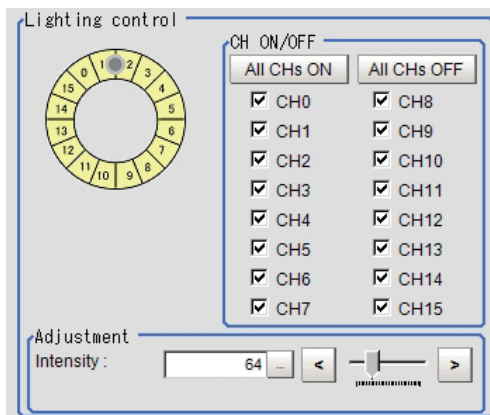 Lighting control
0 1 2 3 4 5 6 7 8 9 10 11 12 13 14 15
CH ON/OFF
All CHs ON All CHs OFF
CH0 CH8
CH1 CH9
CH2 CH10
CH3 CH11
CH4 CH12
CH5 CH13
CH6 CH14
CH7 CH15
Adjustment
Intensity : 64 ... < >